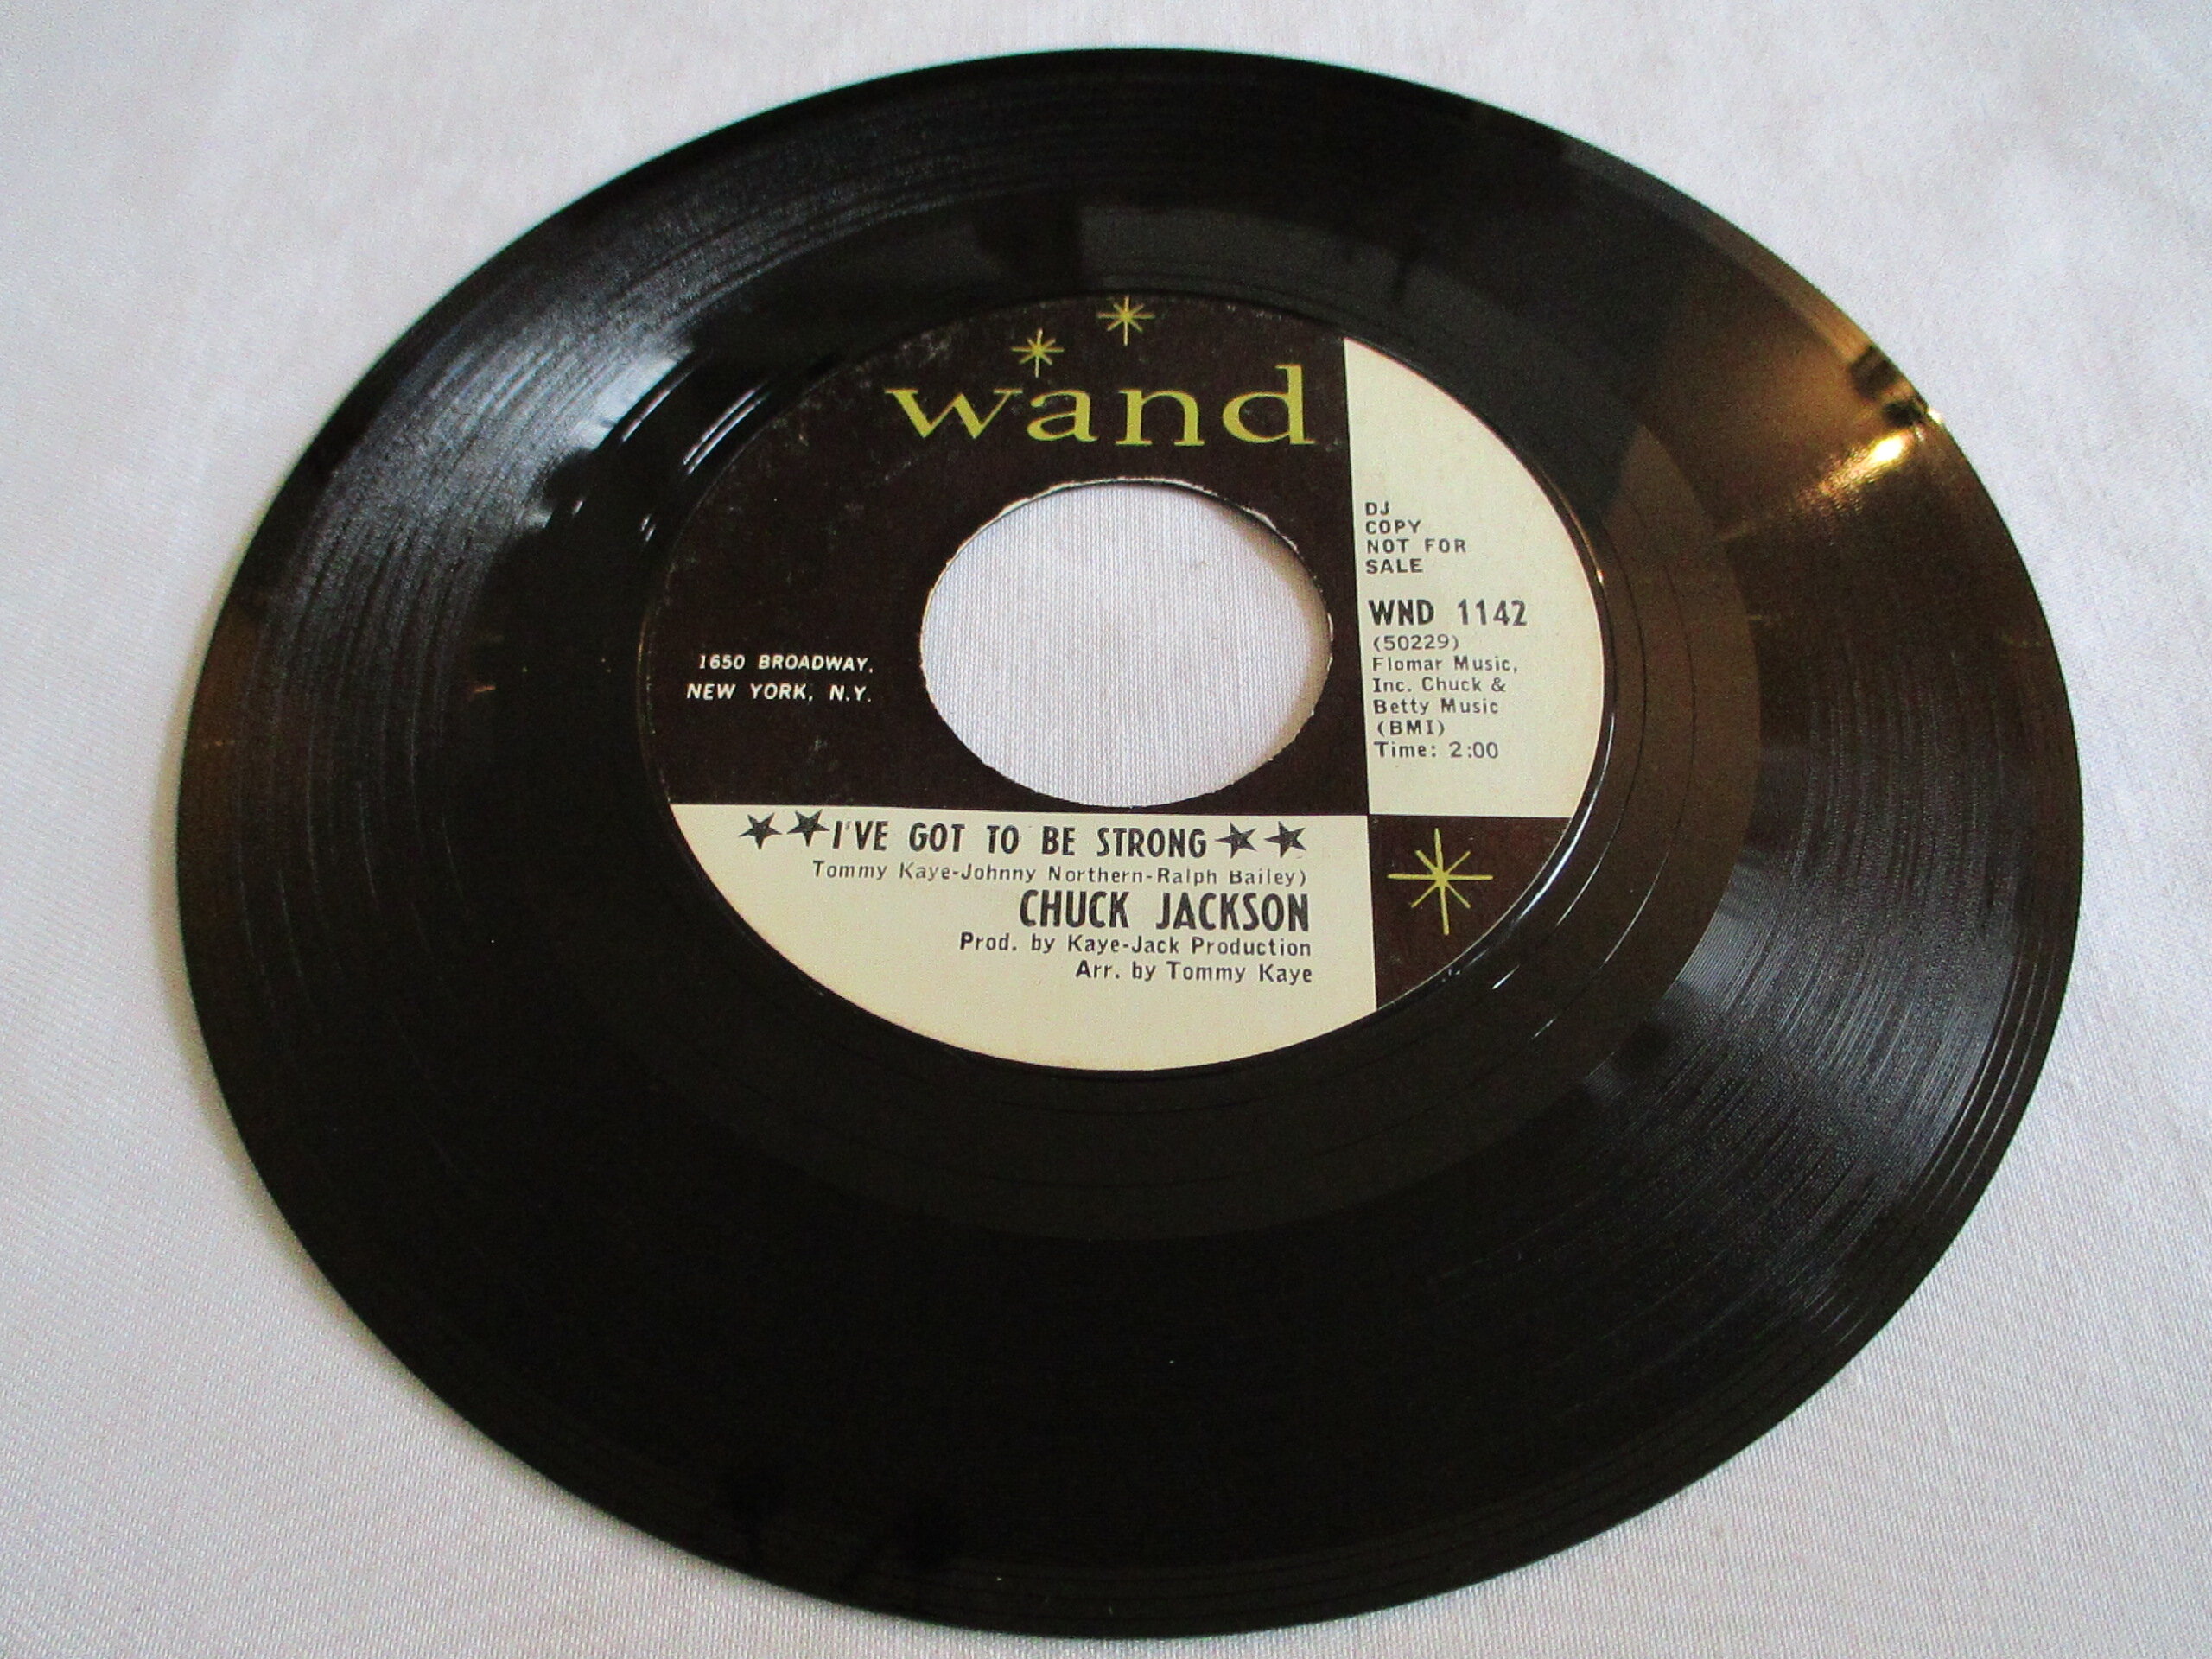 wand
DJ
COPY
NOT FOR
SALE
WND 1142
(50229)
Flomar Music,
Inc. Chuck &
Betty Music
(BMI)
Time: 2:00
1650 BROADWAY,
NEW YORK, N.Y.
★★I'VE GOT TO BE STRONG★★
Tommy Kaye-Johnny Northern-Ralph Bailey)
CHUCK JACKSON
Prod. by Kaye-Jack Production
Arr. by Tommy Kaye